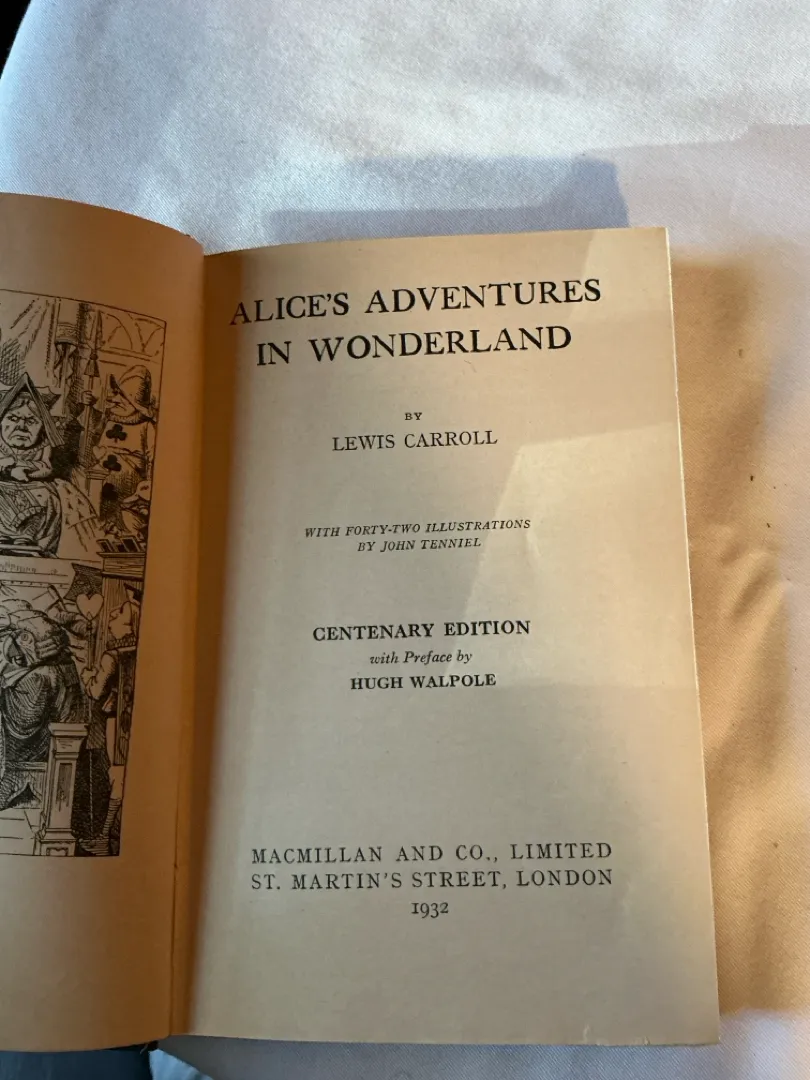 ALICE'S ADVENTURES
IN WONDERLAND
BY
LEWIS CARROLL
WITH FORTY-TWO ILLUSTRATIONS
BY JOHN TENNIEL
CENTENARY EDITION
with Preface by
HUGH WALPOLE
MACMILLAN AND CO., LIMITED
ST. MARTIN'S STREET, LONDON
1932